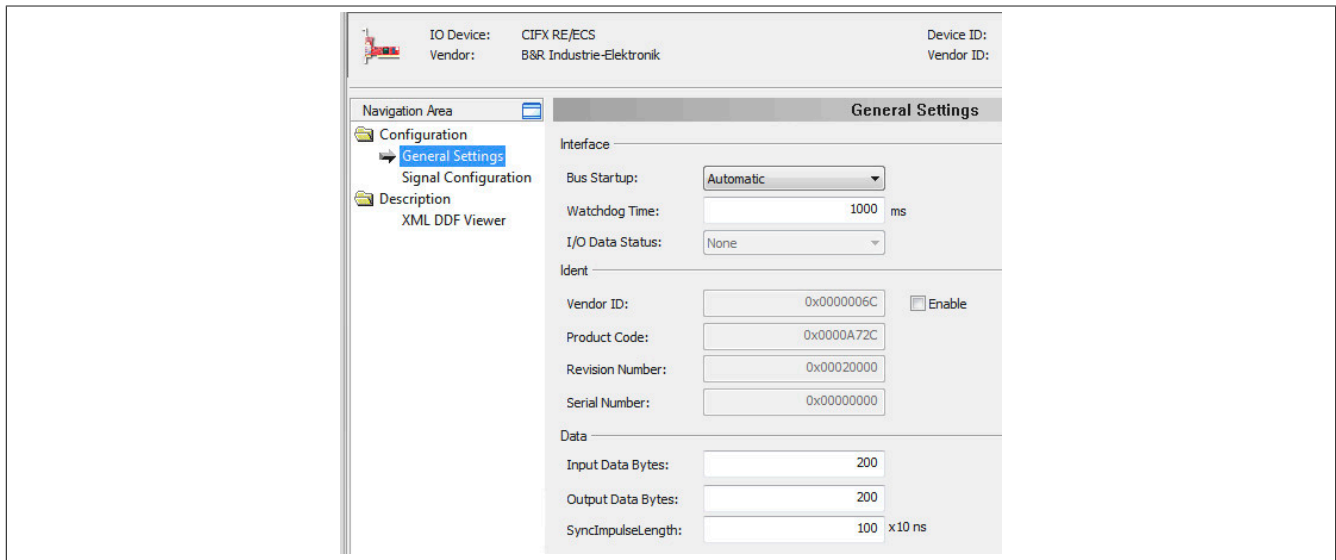 IO Device: CIFX RE/ECS Device ID:
Vendor: B&R Industrie-Elektronik Vendor ID:
Navigation Area
General Settings
Configuration
General Settings
Signal Configuration
Description
XML DDF Viewer
Interface
Bus Startup: Automatic
Watchdog Time: 1000 ms
I/O Data Status: None
Ident
Vendor ID: 0x0000006C Enable
Product Code: 0x0000A72C
Revision Number: 0x00020000
Serial Number: 0x00000000
Data
Input Data Bytes: 200
Output Data Bytes: 200
SyncImpulseLength: 100 x10 ns